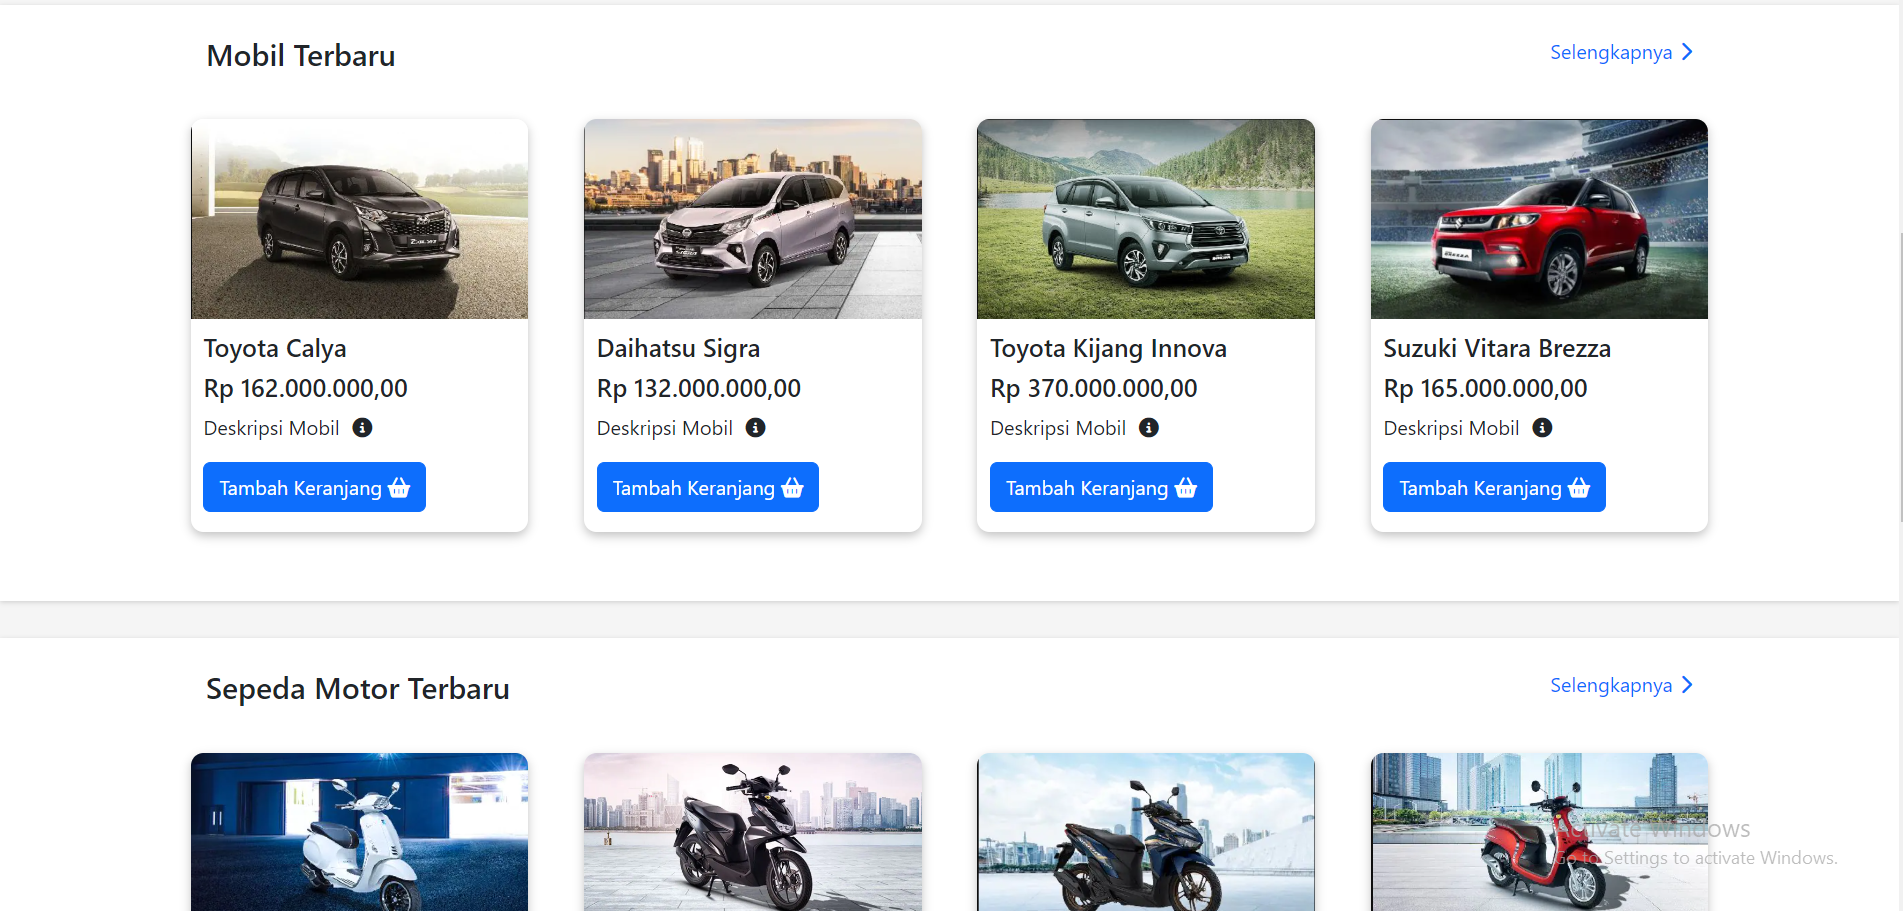 Mobil Terbaru
Selengkapnya
Toyota Calya
Rp 162.000.000,00
Deskripsi Mobil
Tambah Keranjang
Daihatsu Sigra
Rp 132.000.000,00
Deskripsi Mobil
Tambah Keranjang
Toyota Kijang Innova
Rp 370.000.000,00
Deskripsi Mobil
Tambah Keranjang
Suzuki Vitara Brezza
Rp 165.000.000,00
Deskripsi Mobil
Tambah Keranjang
Sepeda Motor Terbaru
Selengkapnya
Activate Windows
Go to Settings to activate Windows.